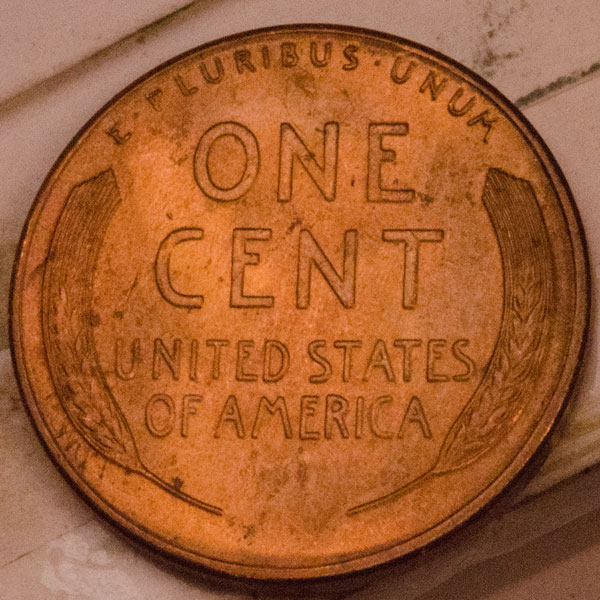 E · PLURIBUS · UNUM
ONE
CENT
UNITED STATES
OF AMERICA